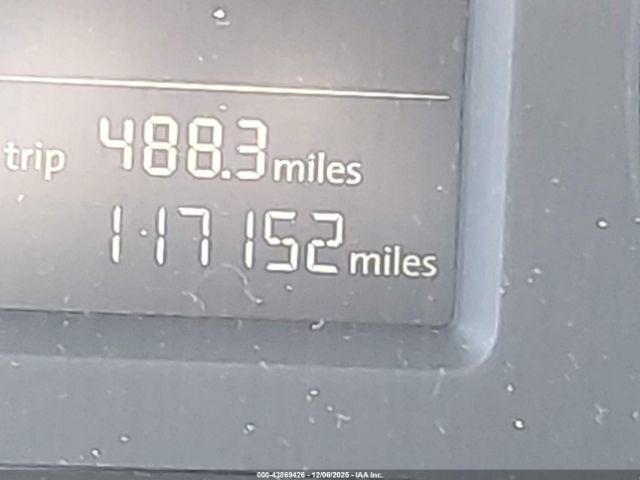 trip 488.3 miles
117152 miles
000-43869426 - 12/06/2025 - IAA Inc.